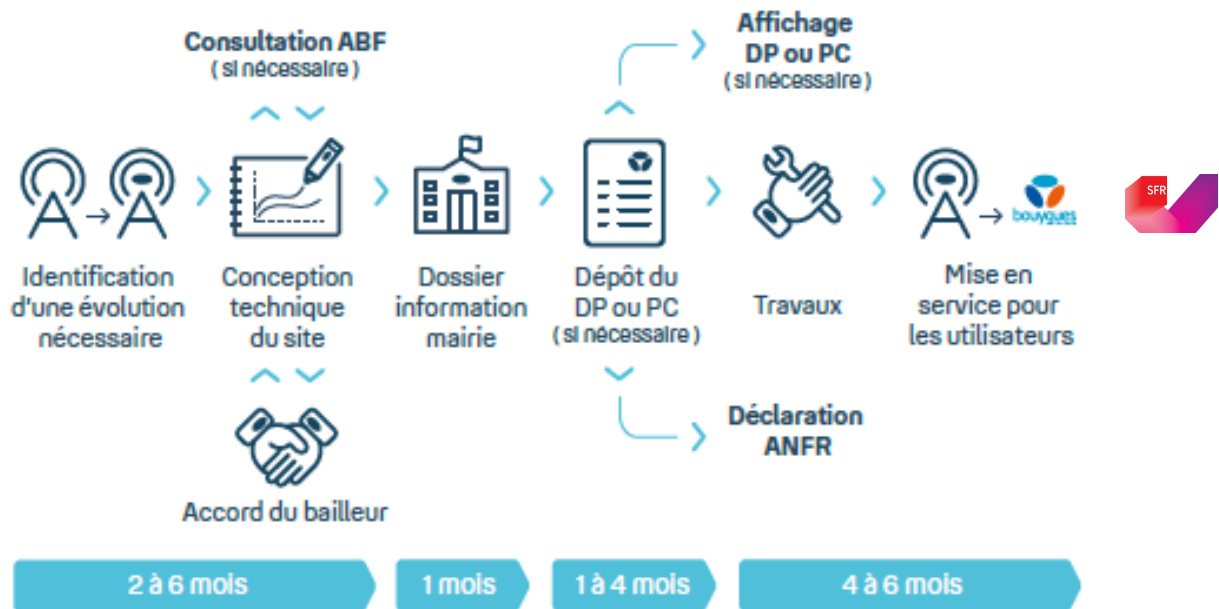 Consultation ABF
( si nécessaire )
Affichage
DP ou PC
( si nécessaire )
Identification
d'une évolution
nécessaire
Conception
technique
du site
Dossier
information
mairie
Dépôt du
DP ou PC
( si nécessaire )
Travaux
bouygues
SFR
Mise en
service pour
les utilisateurs
Accord du bailleur
Déclaration
ANFR
2 à 6 mois
1 mois
1 à 4 mois
4 à 6 mois